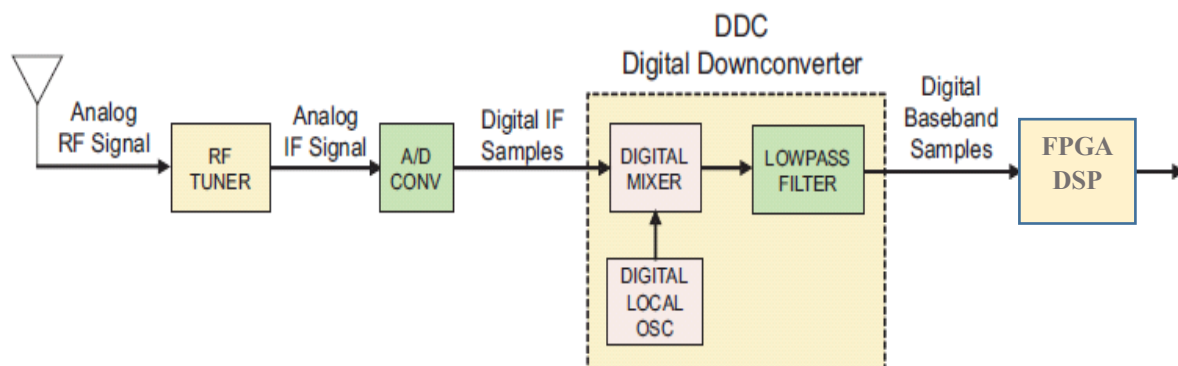 DDC
Digital Downconverter
Analog
RF Signal
RF
TUNER
Analog
IF Signal
A/D
CONV
Digital IF
Samples
DIGITAL
MIXER
DIGITAL
LOCAL
OSC
LOWPASS
FILTER
Digital
Baseband
Samples
FPGA
DSP